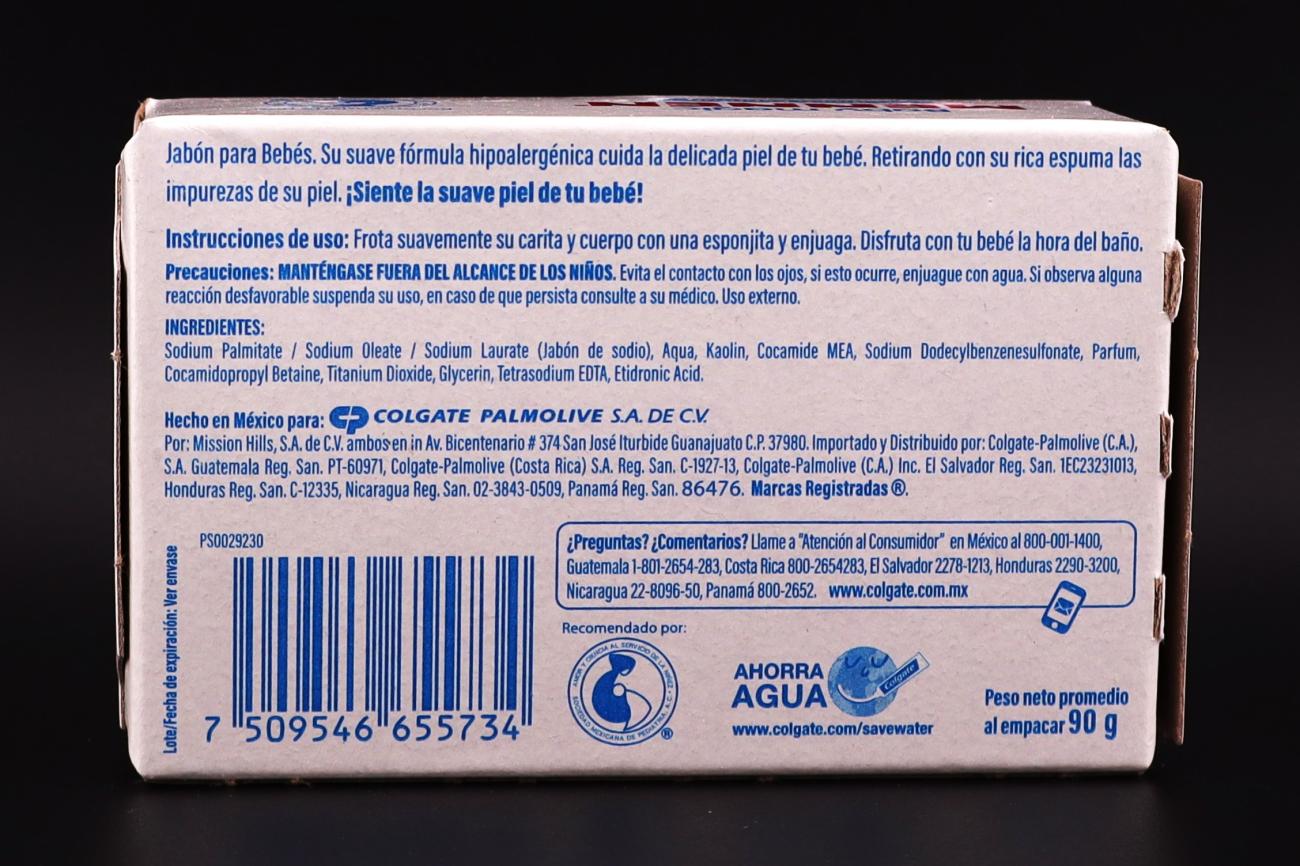 Jabón para Bebés. Su suave fórmula hipoalergénica cuida la delicada piel de tu bebé. Retirando con su rica espuma las
impurezas de su piel. ¡Siente la suave piel de tu bebé!
Instrucciones de uso: Frota suavemente su carita y cuerpo con una esponjita y enjuaga. Disfruta con tu bebé la hora del baño.
Precauciones: MANTÉNGASE FUERA DEL ALCANCE DE LOS NIÑOS. Evita el contacto con los ojos, si esto ocurre, enjuague con agua. Si observa alguna
reacción desfavorable suspenda su uso, en caso de que persista consulte a su médico. Uso externo.
INGREDIENTES:
Sodium Palmitate / Sodium Oleate / Sodium Laurate (Jabón de sodio), Aqua, Kaolin, Cocamide MEA, Sodium Dodecylbenzenesulfonate, Parfum,
Cocamidopropyl Betaine, Titanium Dioxide, Glycerin, Tetrasodium EDTA, Etidronic Acid.
Hecho en México para: CP COLGATE PALMOLIVE S.A. DE C.V.
Por: Mission Hills, S.A. de C.V. ambos en in Av. Bicentenario # 374 San José Iturbide Guanajuato C.P. 37980. Importado y Distribuido por: Colgate-Palmolive (C.A.),
S.A. Guatemala Reg. San. PT-60971, Colgate-Palmolive (Costa Rica) S.A. Reg. San. C-1927-13, Colgate-Palmolive (C.A.) Inc. El Salvador Reg. San. 1EC23231013,
Honduras Reg. San. C-12335, Nicaragua Reg. San. 02-3843-0509, Panamá Reg. San. 86476. Marcas Registradas ®.
Lote/Fecha de expiración: Ver envase
PS0029230
7 509546 655734
¿Preguntas? ¿Comentarios? Llame a "Atención al Consumidor" en México al 800-001-1400,
Guatemala 1-801-2654-283, Costa Rica 800-2654283, El Salvador 2278-1213, Honduras 2290-3200,
Nicaragua 22-8096-50, Panamá 800-2652. www.colgate.com.mx
Recomendado por:
AMOR Y CIENCIA AL SERVICIO DE LA NIÑEZ
SOCIEDAD MEXICANA DE PEDIATRIA, A.C.
®
AHORRA
AGUA
Colgate
www.colgate.com/savewater
Peso neto promedio
al empacar 90 g